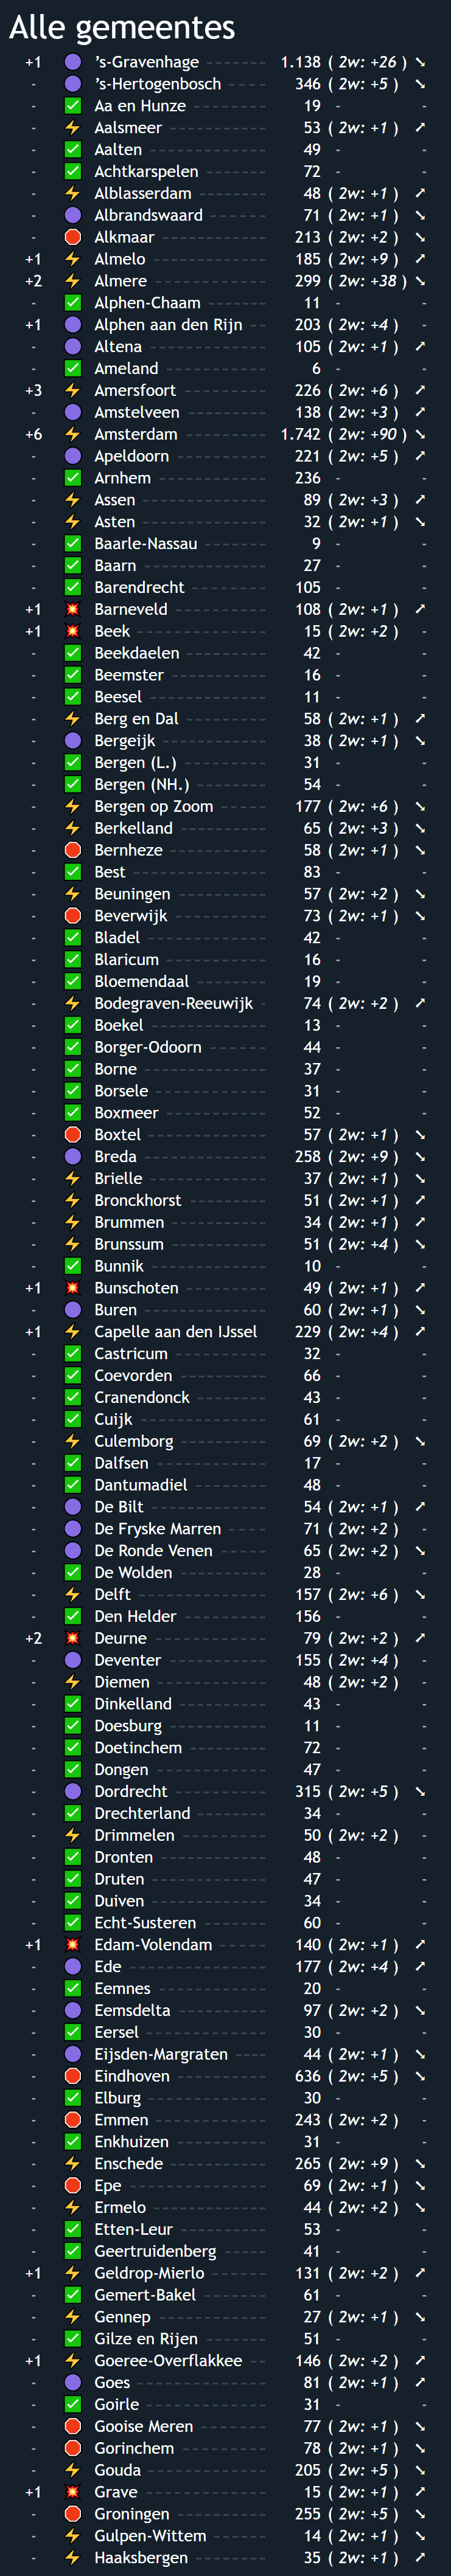 Alle gemeentes
+1 's-Gravenhage 1.138 ( 2w: +26 ) ➘
- 's-Hertogenbosch 346 ( 2w: +5 ) ➘
- ✅ Aa en Hunze 19 - -
- ⚡ Aalsmeer 53 ( 2w: +1 ) ➚
- ✅ Aalten 49 - -
- ✅ Achtkarspelen 72 - -
- ⚡ Alblasserdam 48 ( 2w: +1 ) ➚
- Albrandswaard 71 ( 2w: +1 ) ➘
- Alkmaar 213 ( 2w: +2 ) ➘
+1 ⚡ Almelo 185 ( 2w: +9 ) ➚
+2 ⚡ Almere 299 ( 2w: +38 ) ➘
- ✅ Alphen-Chaam 11 - -
+1 Alphen aan den Rijn 203 ( 2w: +4 ) -
- Altena 105 ( 2w: +1 ) ➚
- ✅ Ameland 6 - -
+3 ⚡ Amersfoort 226 ( 2w: +6 ) ➚
- Amstelveen 138 ( 2w: +3 ) ➚
+6 ⚡ Amsterdam 1.742 ( 2w: +90 ) ➘
- Apeldoorn 221 ( 2w: +5 ) ➚
- ✅ Arnhem 236 - -
- ⚡ Assen 89 ( 2w: +3 ) ➚
- ⚡ Asten 32 ( 2w: +1 ) ➘
- ✅ Baarle-Nassau 9 - -
- ✅ Baarn 27 - -
- ✅ Barendrecht 105 - -
+1 Barneveld 108 ( 2w: +1 ) ➚
+1 Beek 15 ( 2w: +2 ) -
- ✅ Beekdaelen 42 - -
- ✅ Beemster 16 - -
- ✅ Beesel 11 - -
- ⚡ Berg en Dal 58 ( 2w: +1 ) ➚
- Bergeijk 38 ( 2w: +1 ) ➘
- ✅ Bergen (L.) 31 - -
- ✅ Bergen (NH.) 54 - -
- ⚡ Bergen op Zoom 177 ( 2w: +6 ) ➘
- ⚡ Berkelland 65 ( 2w: +3 ) ➘
- Bernheze 58 ( 2w: +1 ) ➘
- ✅ Best 83 - -
- ⚡ Beuningen 57 ( 2w: +2 ) ➘
- Beverwijk 73 ( 2w: +1 ) ➘
- ✅ Bladel 42 - -
- ✅ Blaricum 16 - -
- ✅ Bloemendaal 19 - -
- ⚡ Bodegraven-Reeuwijk 74 ( 2w: +2 ) ➚
- ✅ Boekel 13 - -
- ✅ Borger-Odoorn 44 - -
- ✅ Borne 37 - -
- ✅ Borsele 31 - -
- ✅ Boxmeer 52 - -
- Boxtel 57 ( 2w: +1 ) ➘
- Breda 258 ( 2w: +9 ) ➘
- ⚡ Brielle 37 ( 2w: +1 ) ➘
- ⚡ Bronckhorst 51 ( 2w: +1 ) ➚
- ⚡ Brummen 34 ( 2w: +1 ) ➚
- ⚡ Brunssum 51 ( 2w: +4 ) ➘
- ✅ Bunnik 10 - -
+1 Bunschoten 49 ( 2w: +1 ) ➚
- Buren 60 ( 2w: +1 ) ➘
+1 ⚡ Capelle aan den IJssel 229 ( 2w: +4 ) ➚
- ✅ Castricum 32 - -
- ✅ Coevorden 66 - -
- ✅ Cranendonck 43 - -
- ✅ Cuijk 61 - -
- ⚡ Culemborg 69 ( 2w: +2 ) ➘
- ✅ Dalfsen 17 - -
- ✅ Dantumadiel 48 - -
- De Bilt 54 ( 2w: +1 ) ➚
- De Fryske Marren 71 ( 2w: +2 ) -
- De Ronde Venen 65 ( 2w: +2 ) ➘
- ✅ De Wolden 28 - -
- ⚡ Delft 157 ( 2w: +6 ) ➘
- ✅ Den Helder 156 - -
+2 Deurne 79 ( 2w: +2 ) ➚
- Deventer 155 ( 2w: +4 ) -
- ⚡ Diemen 48 ( 2w: +2 ) -
- ✅ Dinkelland 43 - -
- ✅ Doesburg 11 - -
- ✅ Doetinchem 72 - -
- ✅ Dongen 47 - -
- Dordrecht 315 ( 2w: +5 ) ➘
- ✅ Drechterland 34 - -
- ⚡ Drimmelen 50 ( 2w: +2 ) -
- ✅ Dronten 48 - -
- ✅ Druten 47 - -
- ✅ Duiven 34 - -
- ✅ Echt-Susteren 60 - -
+1 Edam-Volendam 140 ( 2w: +1 ) ➚
- Ede 177 ( 2w: +4 ) ➚
- ✅ Eemnes 20 - -
- Eemsdelta 97 ( 2w: +2 ) ➘
- ✅ Eersel 30 - -
- Eijsden-Margraten 44 ( 2w: +1 ) ➘
- Eindhoven 636 ( 2w: +5 ) ➘
- ✅ Elburg 30 - -
- Emmen 243 ( 2w: +2 ) -
- ✅ Enkhuizen 31 - -
- ⚡ Enschede 265 ( 2w: +9 ) ➘
- Epe 69 ( 2w: +1 ) ➘
- ⚡ Ermelo 44 ( 2w: +2 ) ➘
- ✅ Etten-Leur 53 - -
- ✅ Geertruidenberg 41 - -
+1 ⚡ Geldrop-Mierlo 131 ( 2w: +2 ) ➚
- ✅ Gemert-Bakel 61 - -
- ⚡ Gennep 27 ( 2w: +1 ) ➘
- ✅ Gilze en Rijen 51 - -
+1 ⚡ Goeree-Overflakkee 146 ( 2w: +2 ) ➚
- Goes 81 ( 2w: +1 ) ➚
- ✅ Goirle 31 - -
- Gooise Meren 77 ( 2w: +1 ) ➘
- Gorinchem 78 ( 2w: +1 ) ➘
- ⚡ Gouda 205 ( 2w: +5 ) ➘
+1 Grave 15 ( 2w: +1 ) ➚
- Groningen 255 ( 2w: +5 ) ➘
- ⚡ Gulpen-Wittem 14 ( 2w: +1 ) ➘
- ⚡ Haaksbergen 35 ( 2w: +1 ) ➚